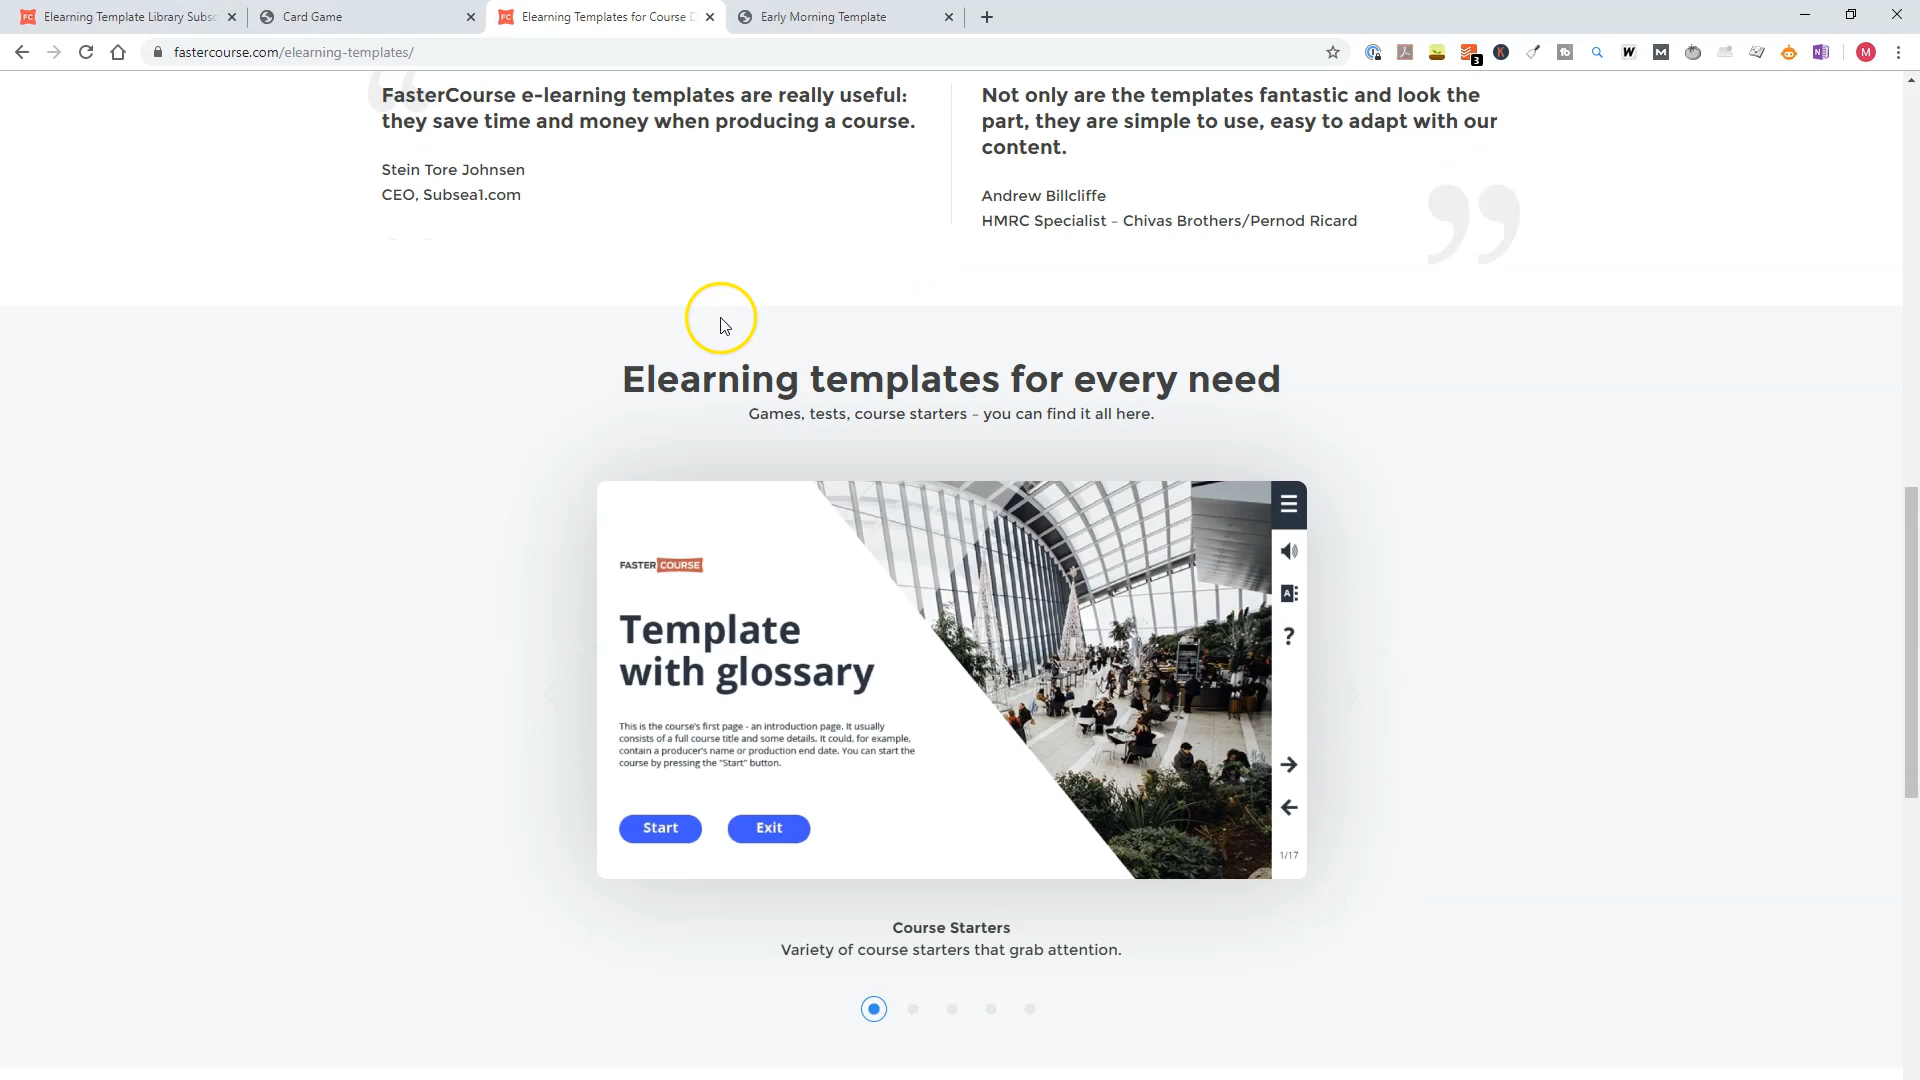 Elearning Template Library Subsc
Card Game
Elearning Templates for Course D
Early Morning Template
fastercourse.com/elearning-templates/
3
M
FasterCourse e-learning templates are really useful:
they save time and money when producing a course.
Stein Tore Johnsen
CEO, Subsea1.com
Not only are the templates fantastic and look the
part, they are simple to use, easy to adapt with our
content.
Andrew Billcliffe
HMRC Specialist – Chivas Brothers/Pernod Ricard
Elearning templates for every need
Games, tests, course starters – you can find it all here.
FASTER COURSE
Template
with glossary
This is the course's first page - an introduction page. It usually
consists of a full course title and some details. It could, for example,
contain a producer's name or production end date. You can start the
course by pressing the "Start" button.
Start
Exit
1/17
Course Starters
Variety of course starters that grab attention.